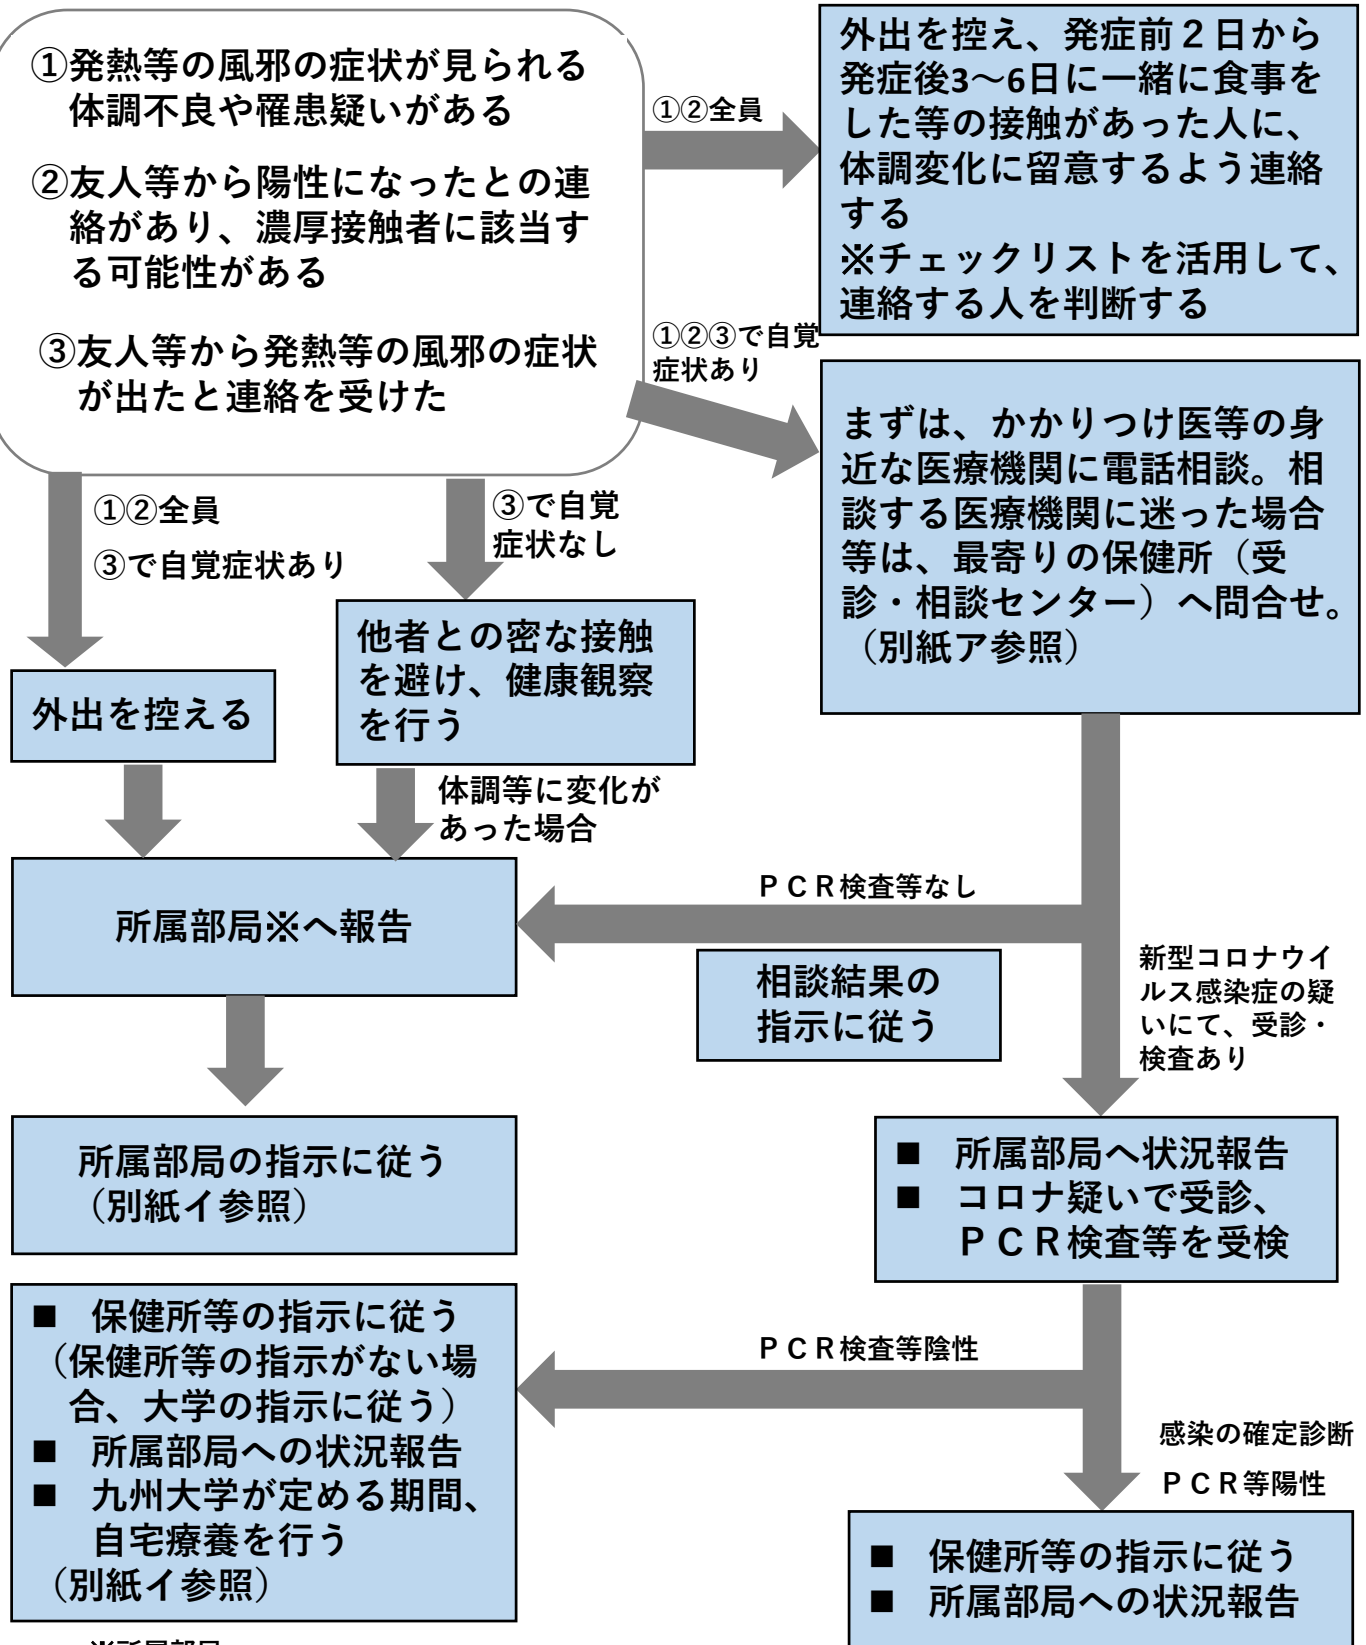 ①発熱等の風邪の症状が見られる
体調不良や罹患疑いがある
②友人等から陽性になったとの連
絡があり、濃厚接触者に該当す
る可能性がある
③友人等から発熱等の風邪の症状
が出たと連絡を受けた
①②全員
外出を控え、発症前２日から
発症後3～6日に一緒に食事を
した等の接触があった人に、
体調変化に留意するよう連絡
する
※チェックリストを活用して、
連絡する人を判断する
①②③で自覚
症状あり
まずは、かかりつけ医等の身
近な医療機関に電話相談。相
談する医療機関に迷った場合
等は、最寄りの保健所（受
診・相談センター）へ問合せ。
（別紙ア参照）
①②全員
③で自覚症状あり
③で自覚
症状なし
外出を控える
他者との密な接触
を避け、健康観察
を行う
体調等に変化が
あった場合
所属部局※へ報告
ＰＣＲ検査等なし
相談結果の
指示に従う
新型コロナウイ
ルス感染症の疑
いにて、受診・
検査あり
所属部局の指示に従う
（別紙イ参照）
■ 所属部局へ状況報告
■ コロナ疑いで受診、
ＰＣＲ検査等を受検
■ 保健所等の指示に従う
（保健所等の指示がない場
合、大学の指示に従う）
■ 所属部局への状況報告
■ 九州大学が定める期間、
自宅療養を行う
（別紙イ参照）
ＰＣＲ検査等陰性
感染の確定診断
ＰＣＲ等陽性
■ 保健所等の指示に従う
■ 所属部局への状況報告
※所属部局